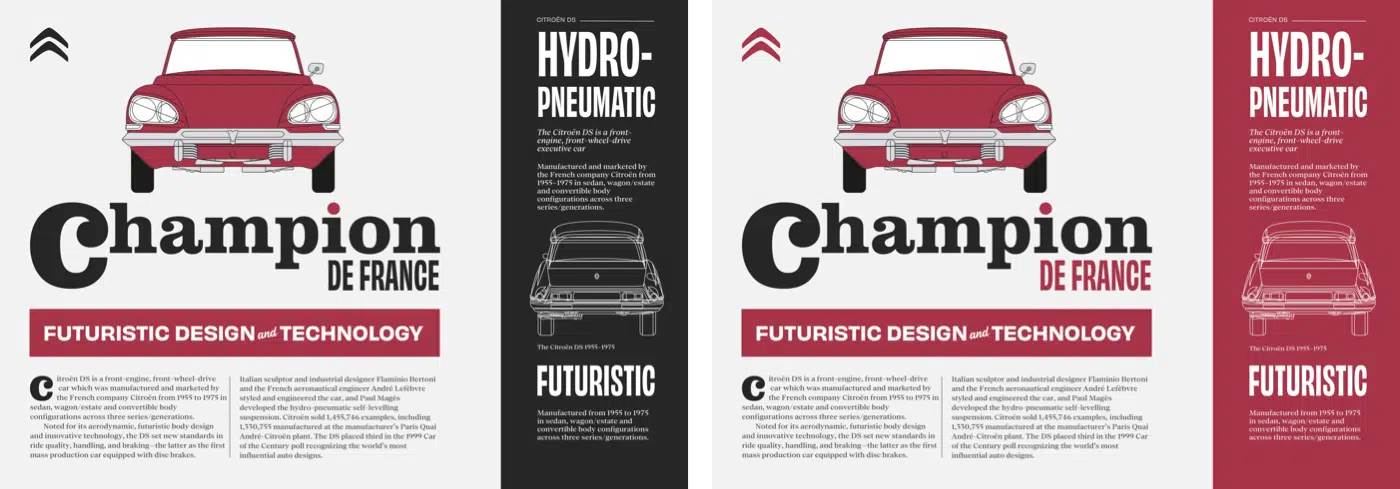 Champion
DE FRANCE
FUTURISTIC DESIGN and TECHNOLOGY
Citroën DS is a front-engine, front-wheel-drive
car which was manufactured and marketed by
the French company Citroën from 1955 to 1975 in
sedan, wagon/estate and convertible body
configurations across three series/generations.
Noted for its aerodynamic, futuristic body design
and innovative technology, the DS set new standards in
ride quality, handling, and braking—the latter as the first
mass production car equipped with disc brakes.
Italian sculptor and industrial designer Flaminio Bertoni
and the French aeronautical engineer André Lefèbvre
styled and engineered the car, and Paul Magès
developed the hydro-pneumatic self-levelling
suspension. Citroën sold 1,455,746 examples, including
1,330,755 manufactured at the manufacturer's Paris Quai
André-Citroën plant. The DS placed third in the 1999 Car
of the Century poll recognizing the world's most
influential auto designs.
CITROËN DS
HYDRO-
PNEUMATIC
The Citroën DS is a front-
engine, front-wheel-drive
executive car
Manufactured and marketed by
the French company Citroën from
1955–1975 in sedan, wagon/estate
and convertible body
configurations across three
series/generations.
The Citroën DS 1955–1975
FUTURISTIC
Manufactured from 1955 to 1975
in sedan, wagon/estate and
convertible body configurations
across three series/generations.
Champion
DE FRANCE
FUTURISTIC DESIGN and TECHNOLOGY
Citroën DS is a front-engine, front-wheel-drive
car which was manufactured and marketed by
the French company Citroën from 1955 to 1975 in
sedan, wagon/estate and convertible body
configurations across three series/generations.
Noted for its aerodynamic, futuristic body design
and innovative technology, the DS set new standards in
ride quality, handling, and braking—the latter as the first
mass production car equipped with disc brakes.
Italian sculptor and industrial designer Flaminio Bertoni
and the French aeronautical engineer André Lefèbvre
styled and engineered the car, and Paul Magès
developed the hydro-pneumatic self-levelling
suspension. Citroën sold 1,455,746 examples, including
1,330,755 manufactured at the manufacturer's Paris Quai
André-Citroën plant. The DS placed third in the 1999 Car
of the Century poll recognizing the world's most
influential auto designs.
CITROËN DS
HYDRO-
PNEUMATIC
The Citroën DS is a front-
engine, front-wheel-drive
executive car
Manufactured and marketed by
the French company Citroën from
1955–1975 in sedan, wagon/estate
and convertible body
configurations across three
series/generations.
The Citroën DS 1955–1975
FUTURISTIC
Manufactured from 1955 to 1975
in sedan, wagon/estate and
convertible body configurations
across three series/generations.